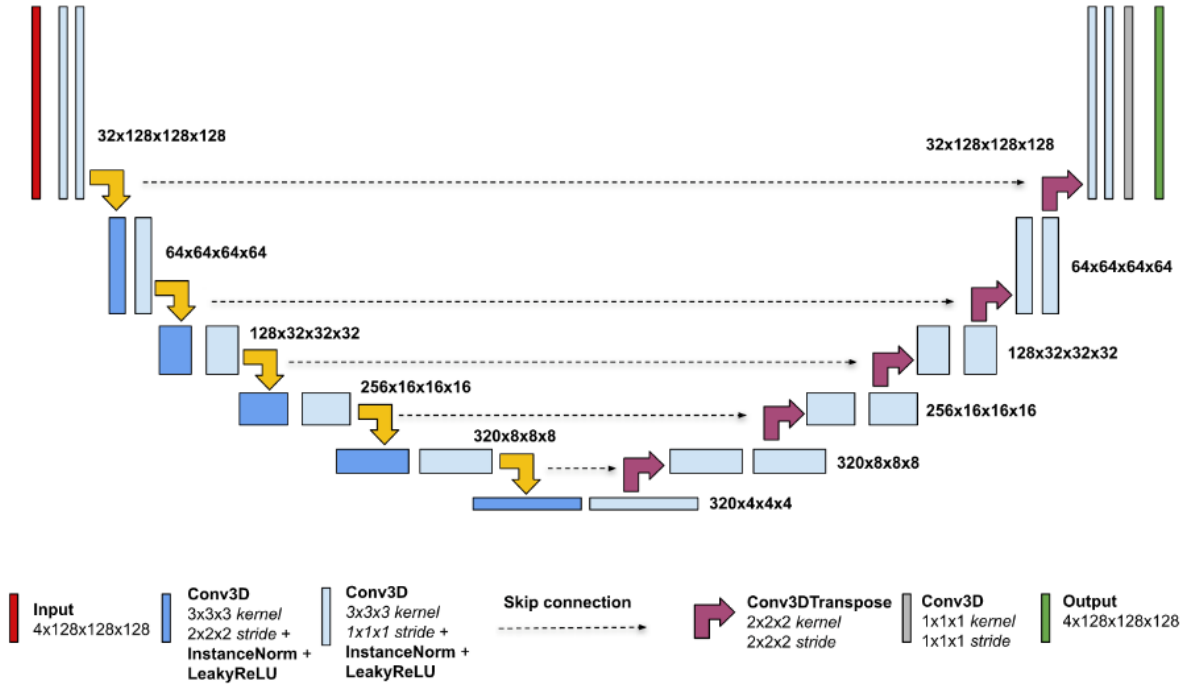 32x128x128x128
32x128x128x128
64x64x64x64
64x64x64x64
128x32x32x32
128x32x32x32
256x16x16x16
256x16x16x16
320x8x8x8
320x8x8x8
320x4x4x4
Input
4x128x128x128
Conv3D
3x3x3 kernel
2x2x2 stride +
InstanceNorm +
LeakyReLU
Conv3D
3x3x3 kernel
1x1x1 stride +
InstanceNorm +
LeakyReLU
Skip connection
Conv3DTranspose
2x2x2 kernel
2x2x2 stride
Conv3D
1x1x1 kernel
1x1x1 stride
Output
4x128x128x128